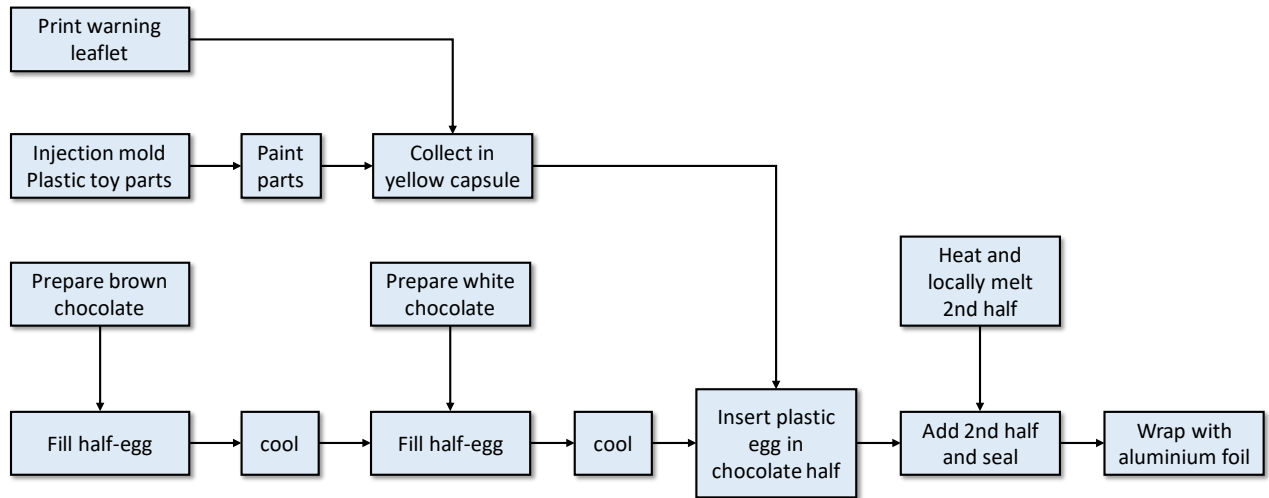 Print warning
leaflet
Injection mold
Plastic toy parts
Paint
parts
Collect in
yellow capsule
Prepare brown
chocolate
Prepare white
chocolate
Heat and
locally melt
2nd half
Fill half-egg
cool
Fill half-egg
cool
Insert plastic
egg in
chocolate half
Add 2nd half
and seal
Wrap with
aluminium foil